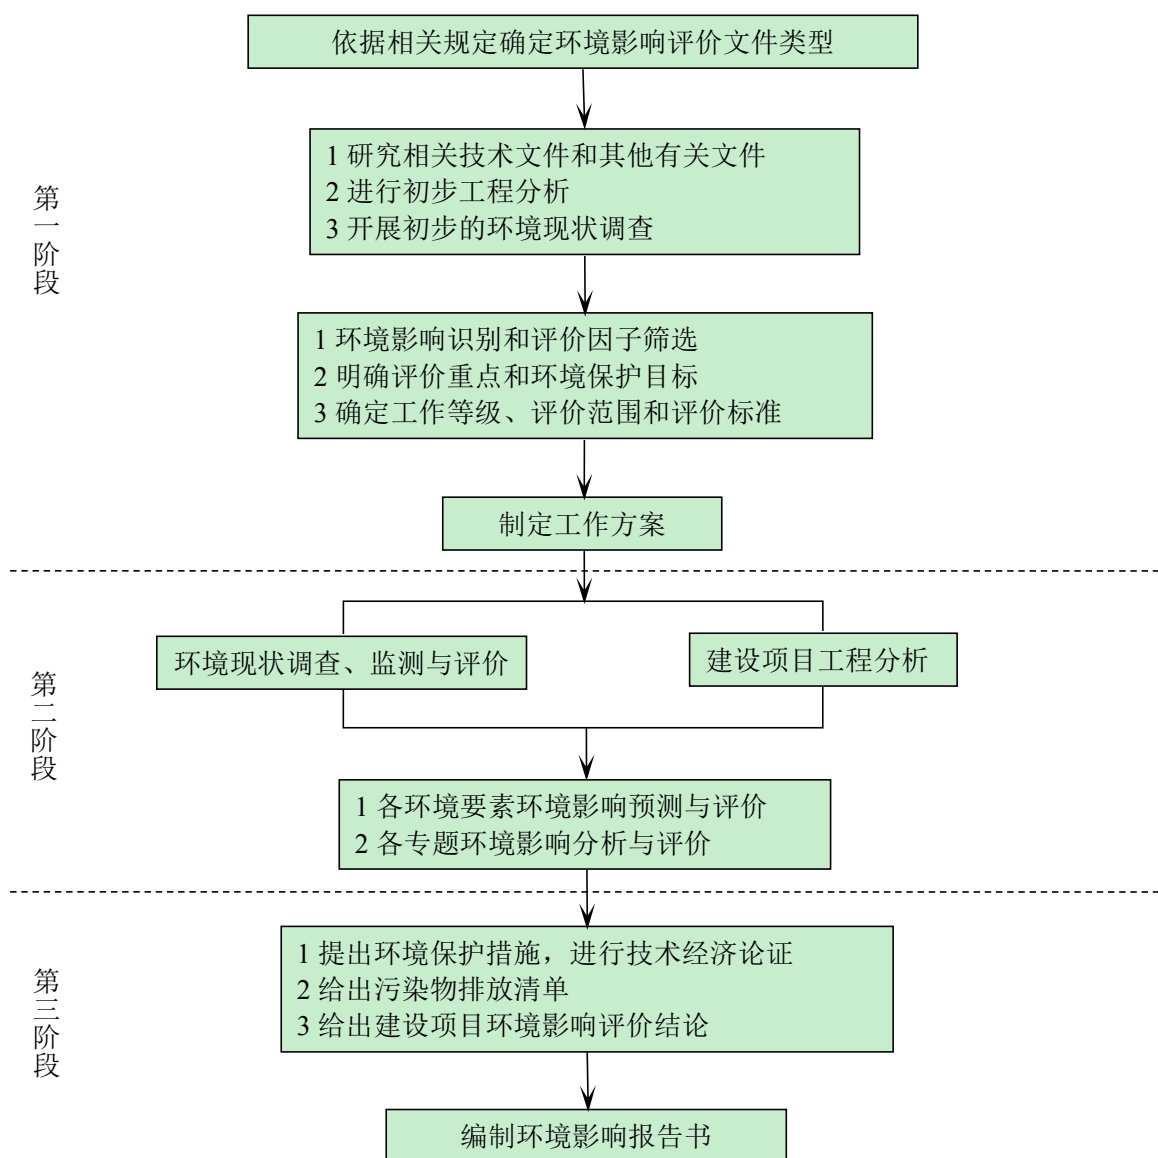 依据相关规定确定环境影响评价文件类型
1 研究相关技术文件和其他有关文件
2 进行初步工程分析
3 开展初步的环境现状调查
第一阶段
1 环境影响识别和评价因子筛选
2 明确评价重点和环境保护目标
3 确定工作等级、评价范围和评价标准
制定工作方案
环境现状调查、监测与评价
建设项目工程分析
第二阶段
1 各环境要素环境影响预测与评价
2 各专题环境影响分析与评价
1 提出环境保护措施，进行技术经济论证
2 给出污染物排放清单
3 给出建设项目环境影响评价结论
第三阶段
编制环境影响报告书